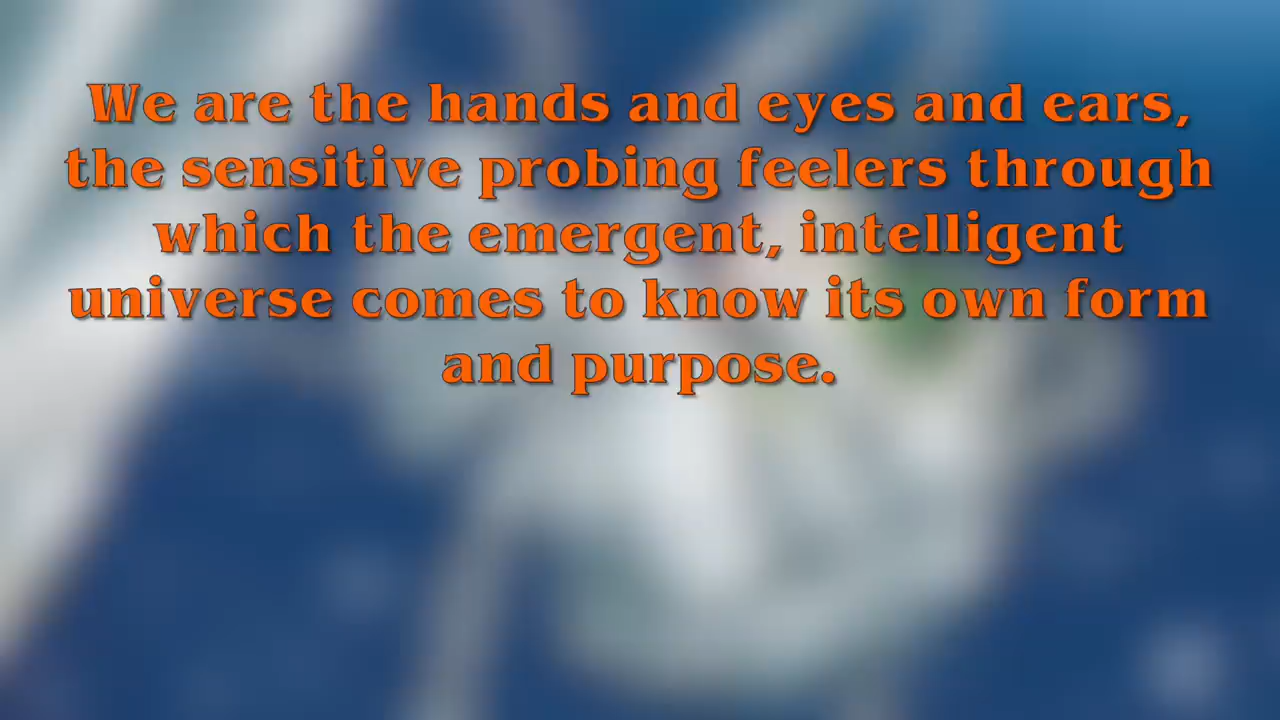 We are the hands and eyes and ears,
the sensitive probing feelers through
which the emergent, intelligent
universe comes to know its own form
and purpose.